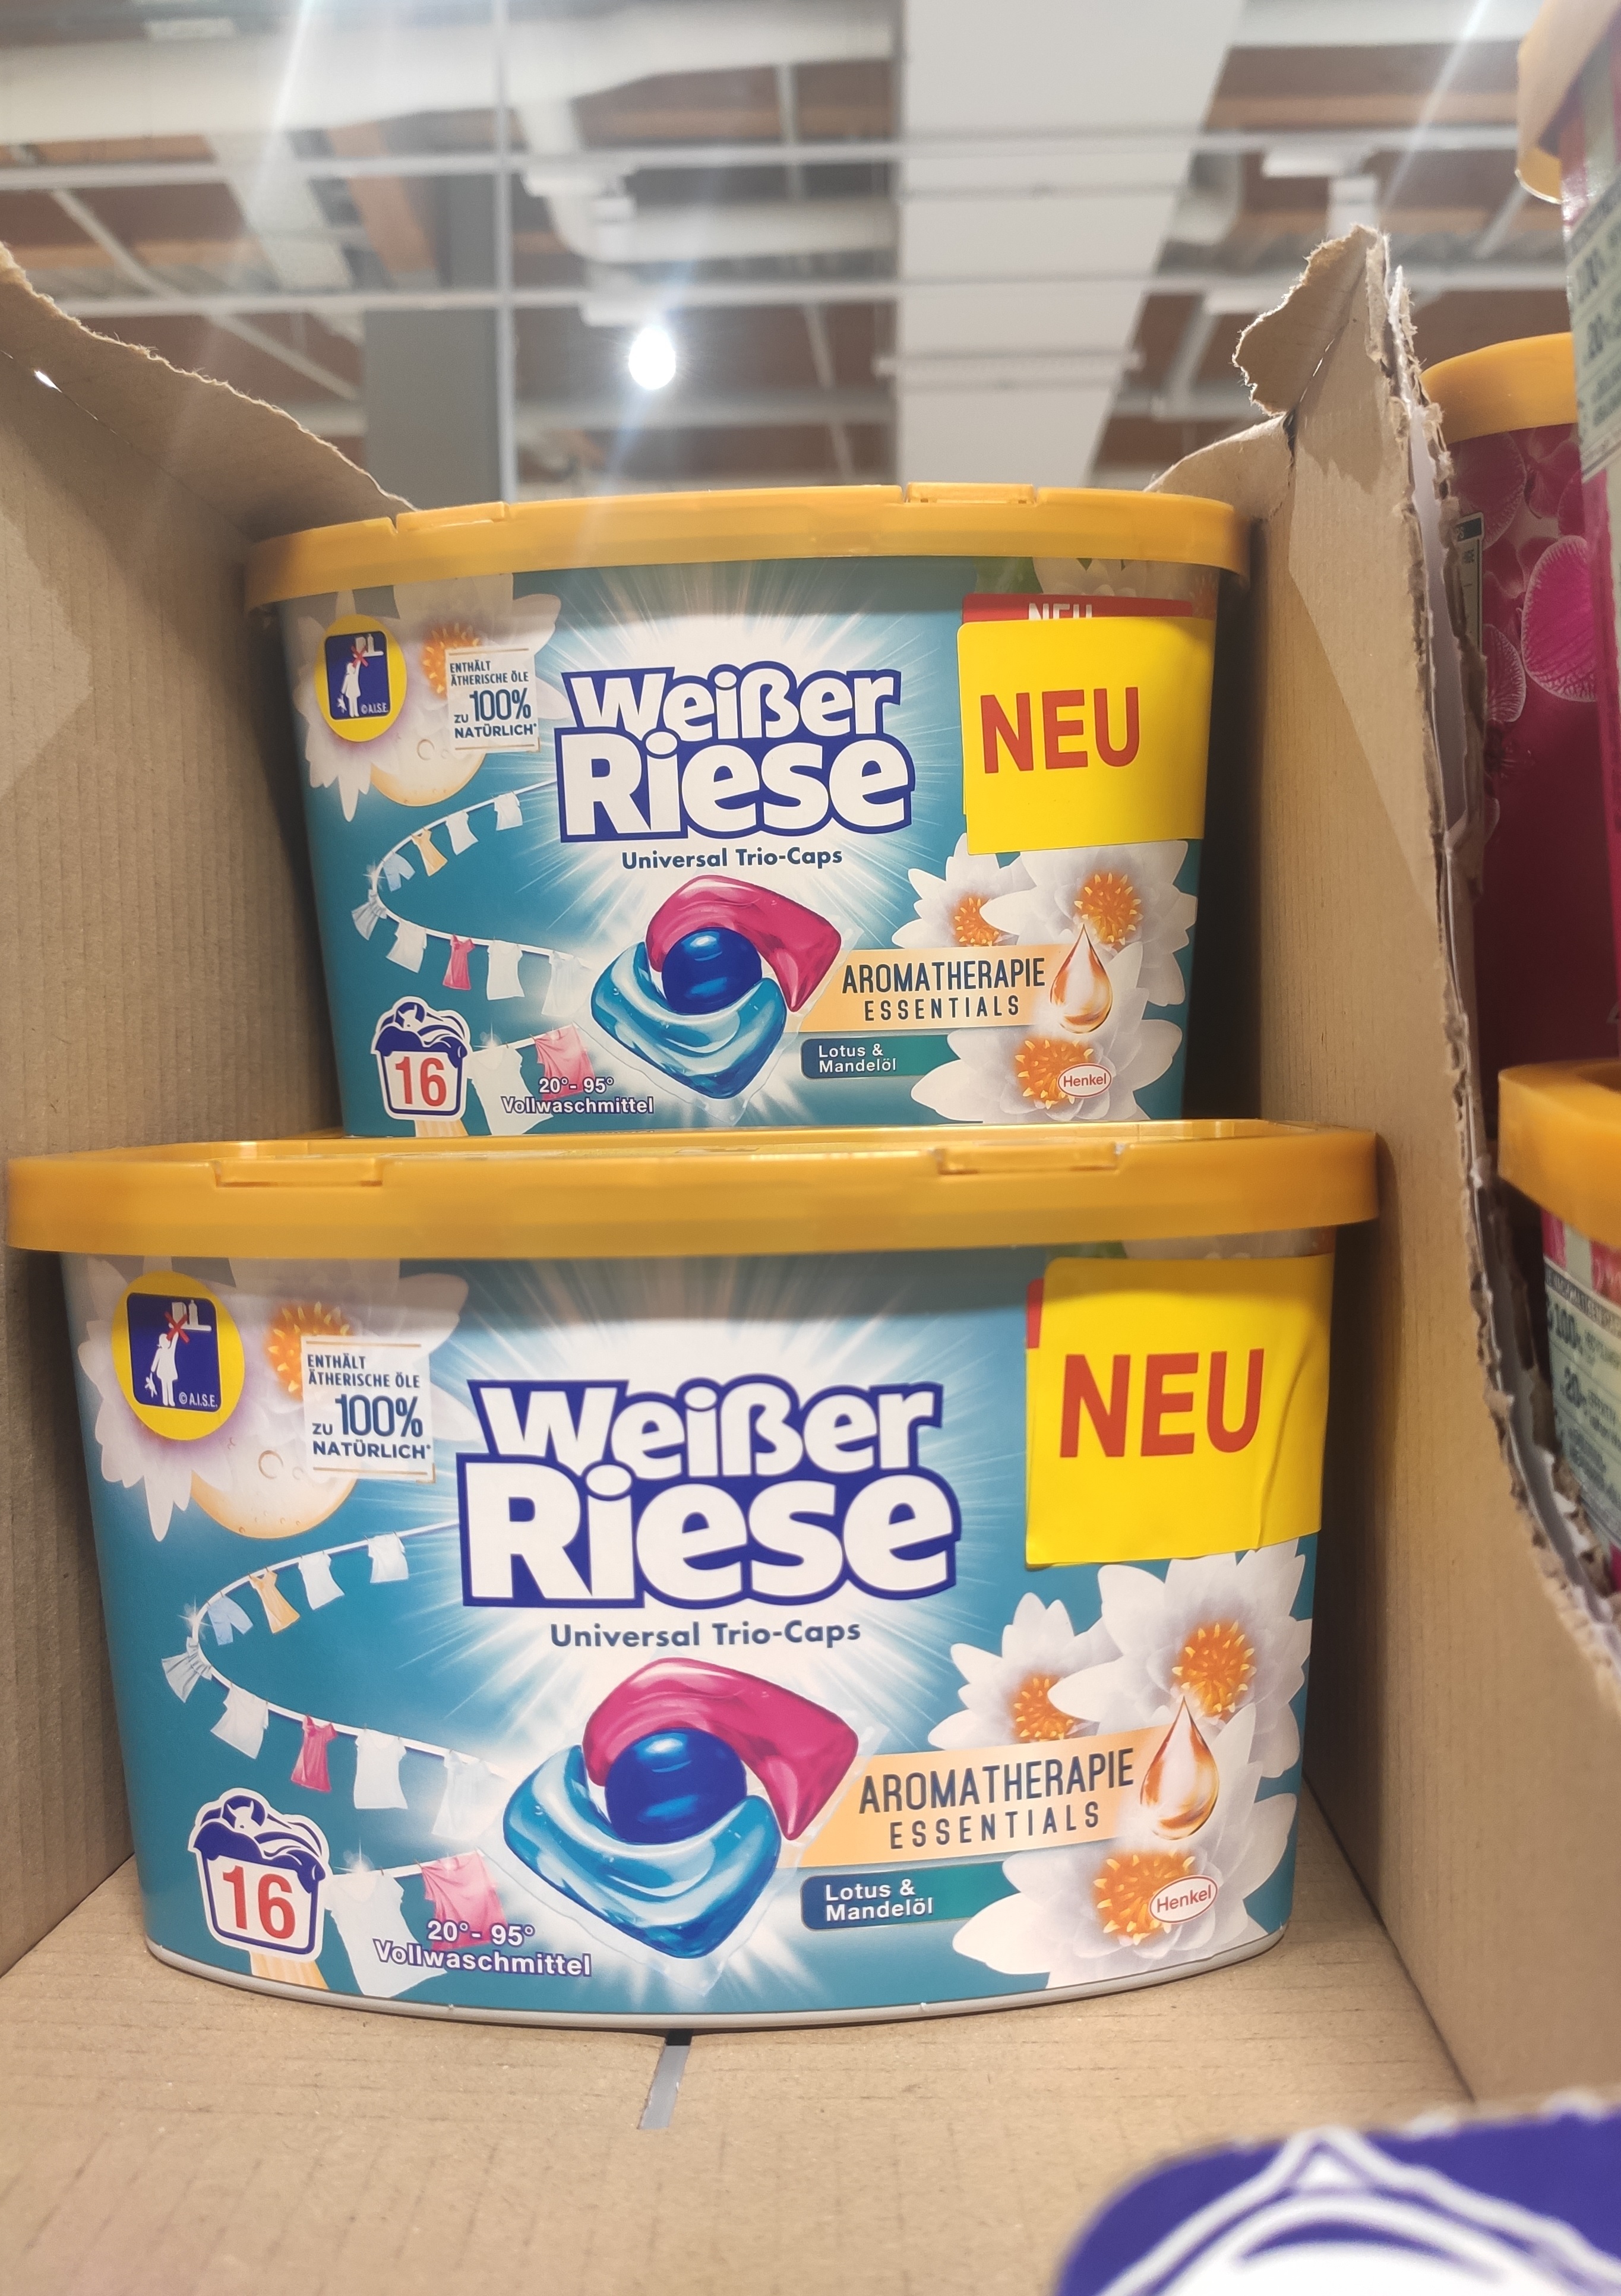 NEU
NEU
©A.I.S.E.
ENTHÄLT
ÄTHERISCHE ÖLE
ZU 100%
NATÜRLICH*
Weißer
Riese
Universal Trio-Caps
AROMATHERAPIE
ESSENTIALS
Lotus &
Mandelöl
Henkel
16
20°- 95°
Vollwaschmittel
NEU
©A.I.S.E.
ENTHÄLT
ÄTHERISCHE ÖLE
ZU 100%
NATÜRLICH*
Weißer
Riese
Universal Trio-Caps
AROMATHERAPIE
ESSENTIALS
Lotus &
Mandelöl
Henkel
16
20°- 95°
Vollwaschmittel